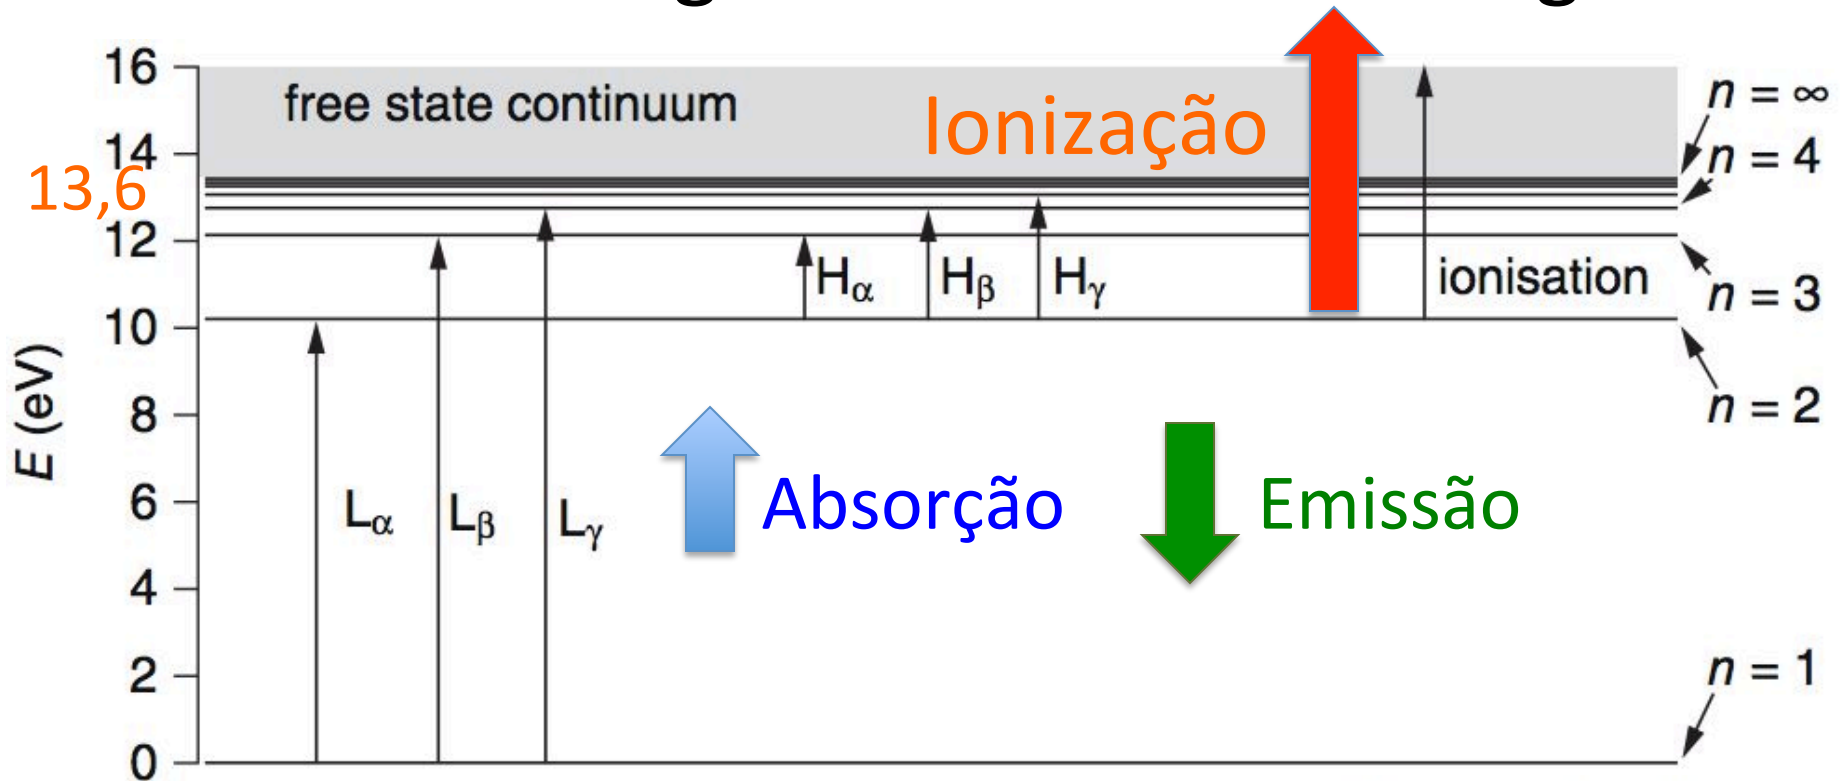 16
free state continuum
Ionização
n = ∞
14
n = 4
13,6
12
Hα
Hβ
Hγ
ionisation
n = 3
10
E (eV)
8
n = 2
6
Lα
Lβ
Lγ
Absorção
Emissão
4
2
n = 1
0